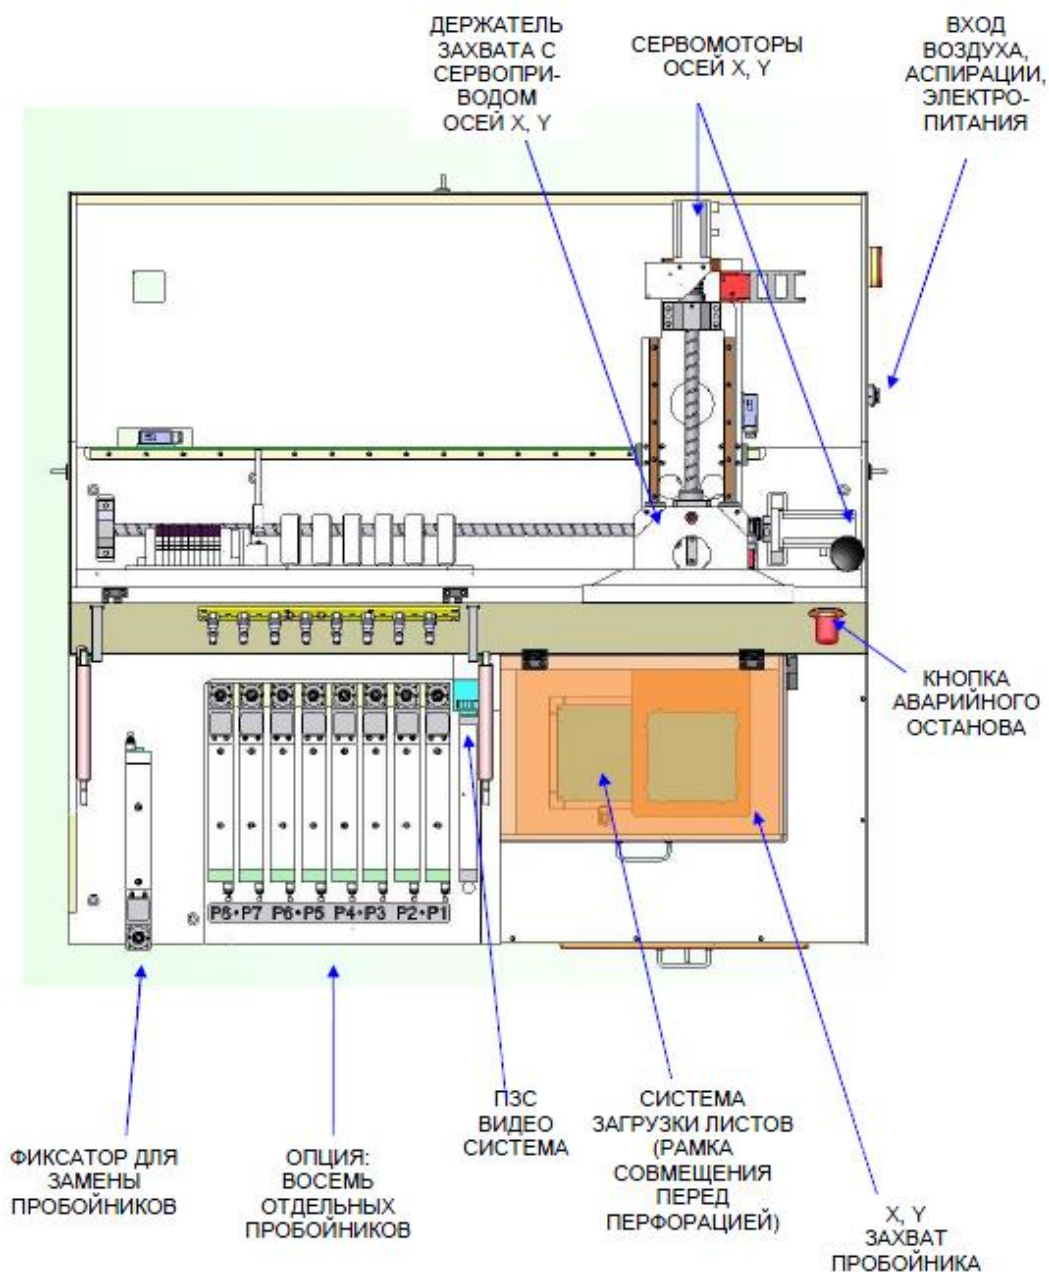 ДЕРЖАТЕЛЬ
ЗАХВАТА С
СЕРВОПРИ-
ВОДОМ
ОСЕЙ X, Y
СЕРВОМОТОРЫ
ОСЕЙ X, Y
ВХОД
ВОЗДУХА,
АСПИРАЦИИ,
ЭЛЕКТРО-
ПИТАНИЯ
КНОПКА
АВАРИЙНОГО
ОСТАНОВА
P8•P7 P6•P5 P4•P3 P2•P1
ФИКСАТОР ДЛЯ
ЗАМЕНЫ
ПРОБОЙНИКОВ
ОПЦИЯ:
ВОСЕМЬ
ОТДЕЛЬНЫХ
ПРОБОЙНИКОВ
ПЗС
ВИДЕО
СИСТЕМА
СИСТЕМА
ЗАГРУЗКИ ЛИСТОВ
(РАМКА
СОВМЕЩЕНИЯ
ПЕРЕД
ПЕРФОРАЦИЕЙ)
X, Y
ЗАХВАТ
ПРОБОЙНИКА